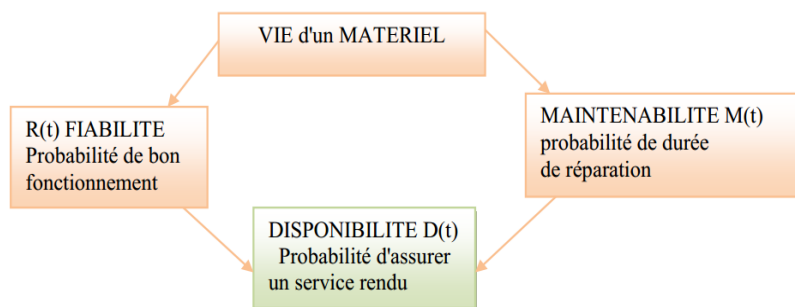 VIE d'un MATERIEL
R(t) FIABILITE
Probabilité de bon
fonctionnement
MAINTENABILITE M(t)
probabilité de durée
de réparation
DISPONIBILITE D(t)
Probabilité d'assurer
un service rendu